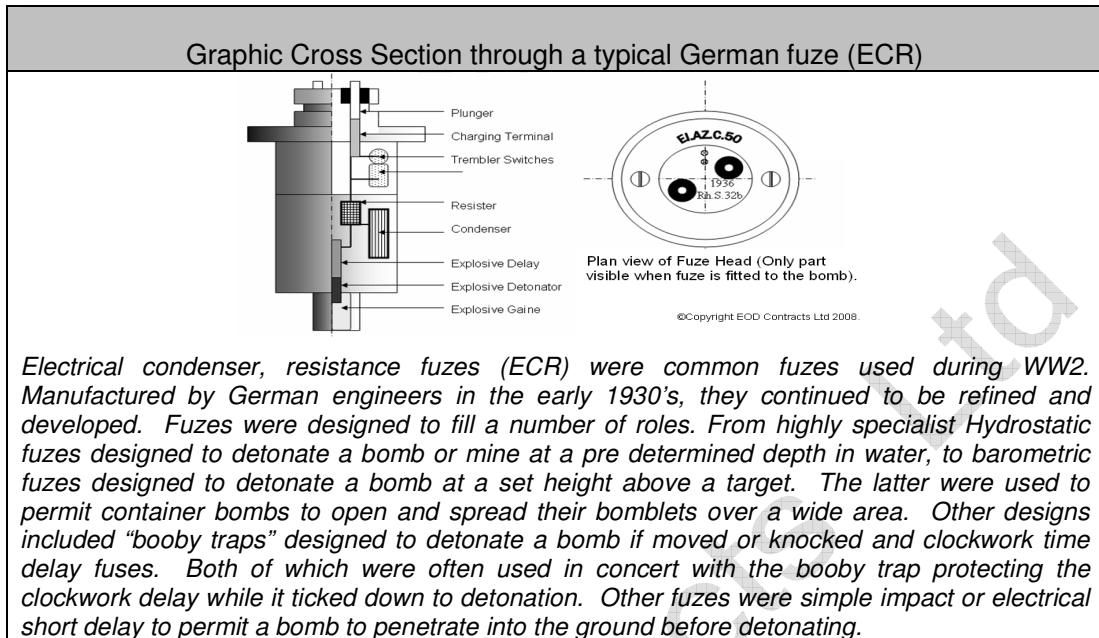 Graphic Cross Section through a typical German fuze (ECR)
Plunger
Charging Terminal
Trembler Switches
Resister
Condenser
Explosive Delay
Explosive Detonator
Explosive Gaine
El.AZ.C.50
1936
Rh.S.32b
Plan view of Fuze Head (Only part
visible when fuze is fitted to the bomb).
©Copyright EOD Contracts Ltd 2008.
Electrical condenser, resistance fuzes (ECR) were common fuzes used during WW2.
Manufactured by German engineers in the early 1930's, they continued to be refined and
developed. Fuzes were designed to fill a number of roles. From highly specialist Hydrostatic
fuzes designed to detonate a bomb or mine at a pre determined depth in water, to barometric
fuzes designed to detonate a bomb at a set height above a target. The latter were used to
permit container bombs to open and spread their bomblets over a wide area. Other designs
included “booby traps” designed to detonate a bomb if moved or knocked and clockwork time
delay fuses. Both of which were often used in concert with the booby trap protecting the
clockwork delay while it ticked down to detonation. Other fuzes were simple impact or electrical
short delay to permit a bomb to penetrate into the ground before detonating.
cts Ltd